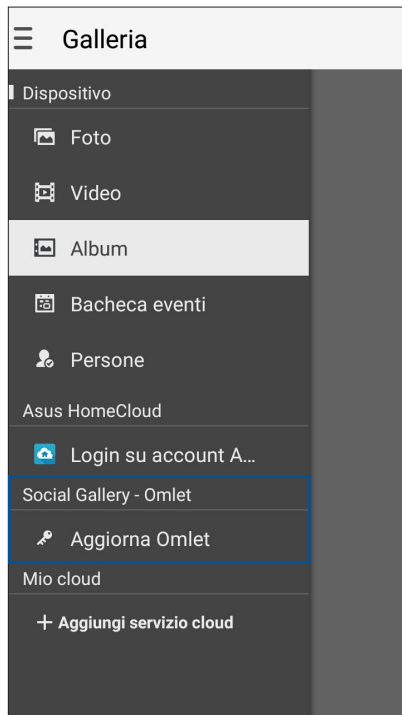 Galleria
Dispositivo
Foto
Video
Album
Bacheca eventi
Persone
Asus HomeCloud
Login su account A...
Social Gallery - Omlet
Aggiorna Omlet
Mio cloud
+ Aggiungi servizio cloud